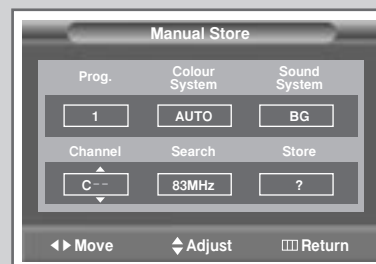 Manual Store
Prog. Colour System Sound System
1 AUTO BG
Channel Search Store
C-- 83MHz ?
Move Adjust Return